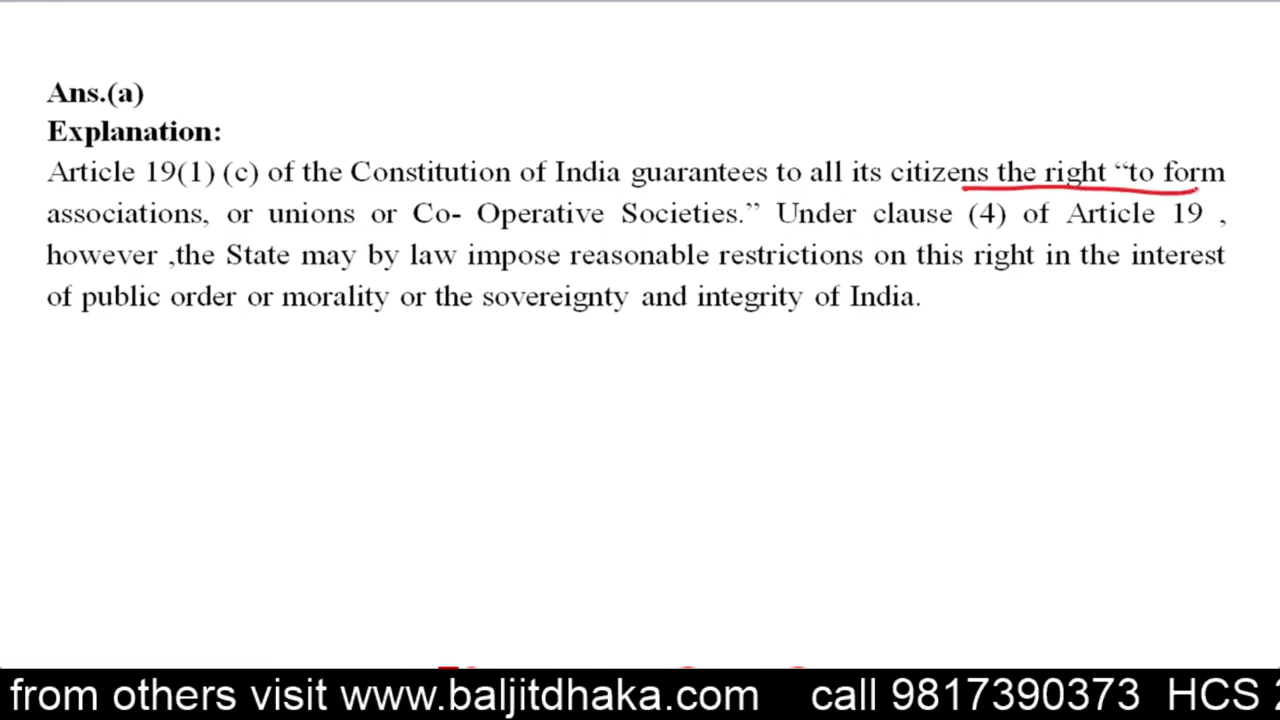 Ans.(a)
Explanation:
Article 19(1) (c) of the Constitution of India guarantees to all its citizens the right “to form
associations, or unions or Co- Operative Societies.” Under clause (4) of Article 19 ,
however ,the State may by law impose reasonable restrictions on this right in the interest
of public order or morality or the sovereignty and integrity of India.
from others visit www.baljitdhaka.com call 9817390373 HCS